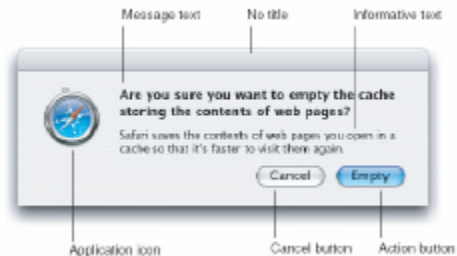 Message text No title Informative text
Are you sure you want to empty the cache
storing the contents of web pages?
Safari saves the contents of web pages you open in a
cache so that it's faster to visit them again.
Cancel Empty
Application icon Cancel button Action button